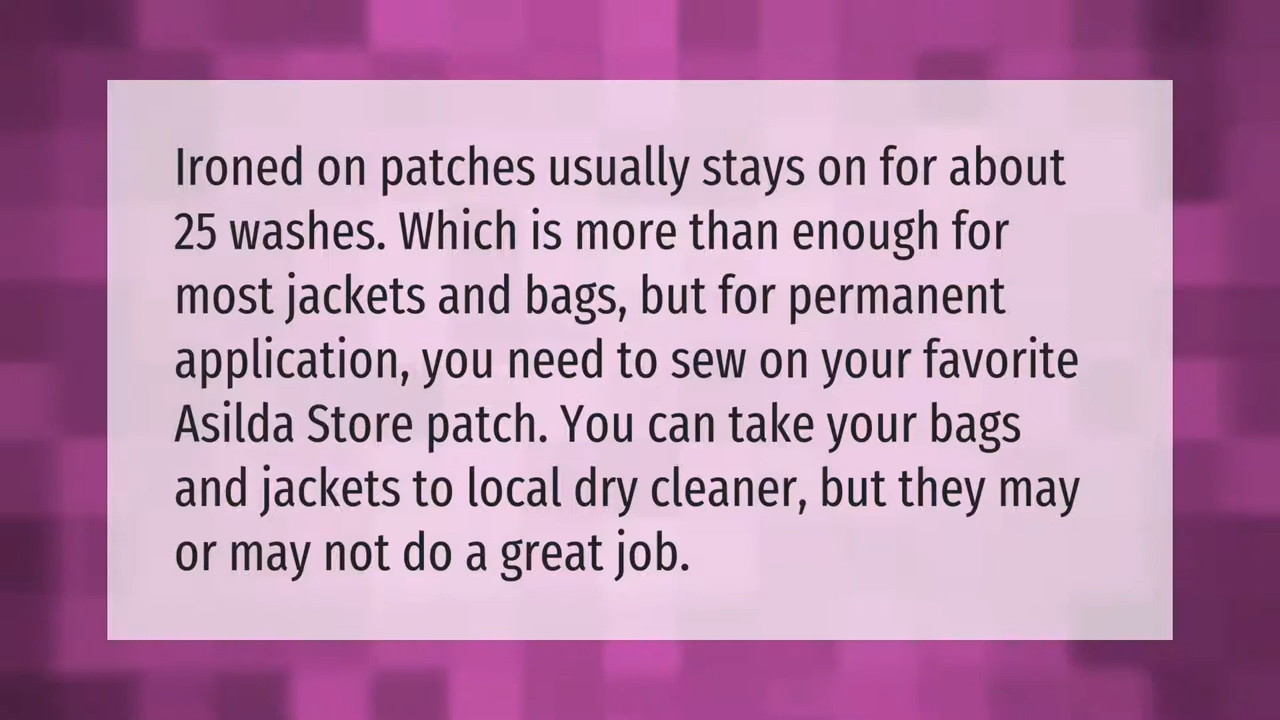 Ironed on patches usually stays on for about
25 washes. Which is more than enough for
most jackets and bags, but for permanent
application, you need to sew on your favorite
Asilda Store patch. You can take your bags
and jackets to local dry cleaner, but they may
or may not do a great job.